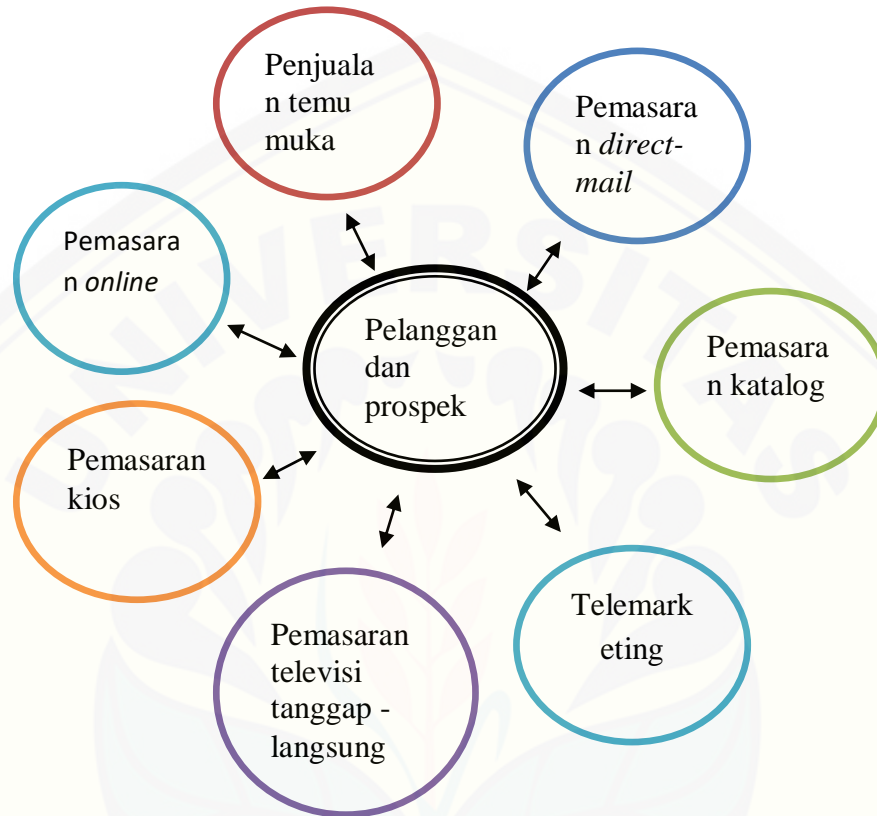 Penjuala
n temu
muka
Pemasara
n direct-
mail
Pemasara
n online
Pelanggan
dan
prospek
Pemasara
n katalog
Pemasaran
kios
Telemark
eting
Pemasaran
televisi
tanggap -
langsung
UNIVERSITAS